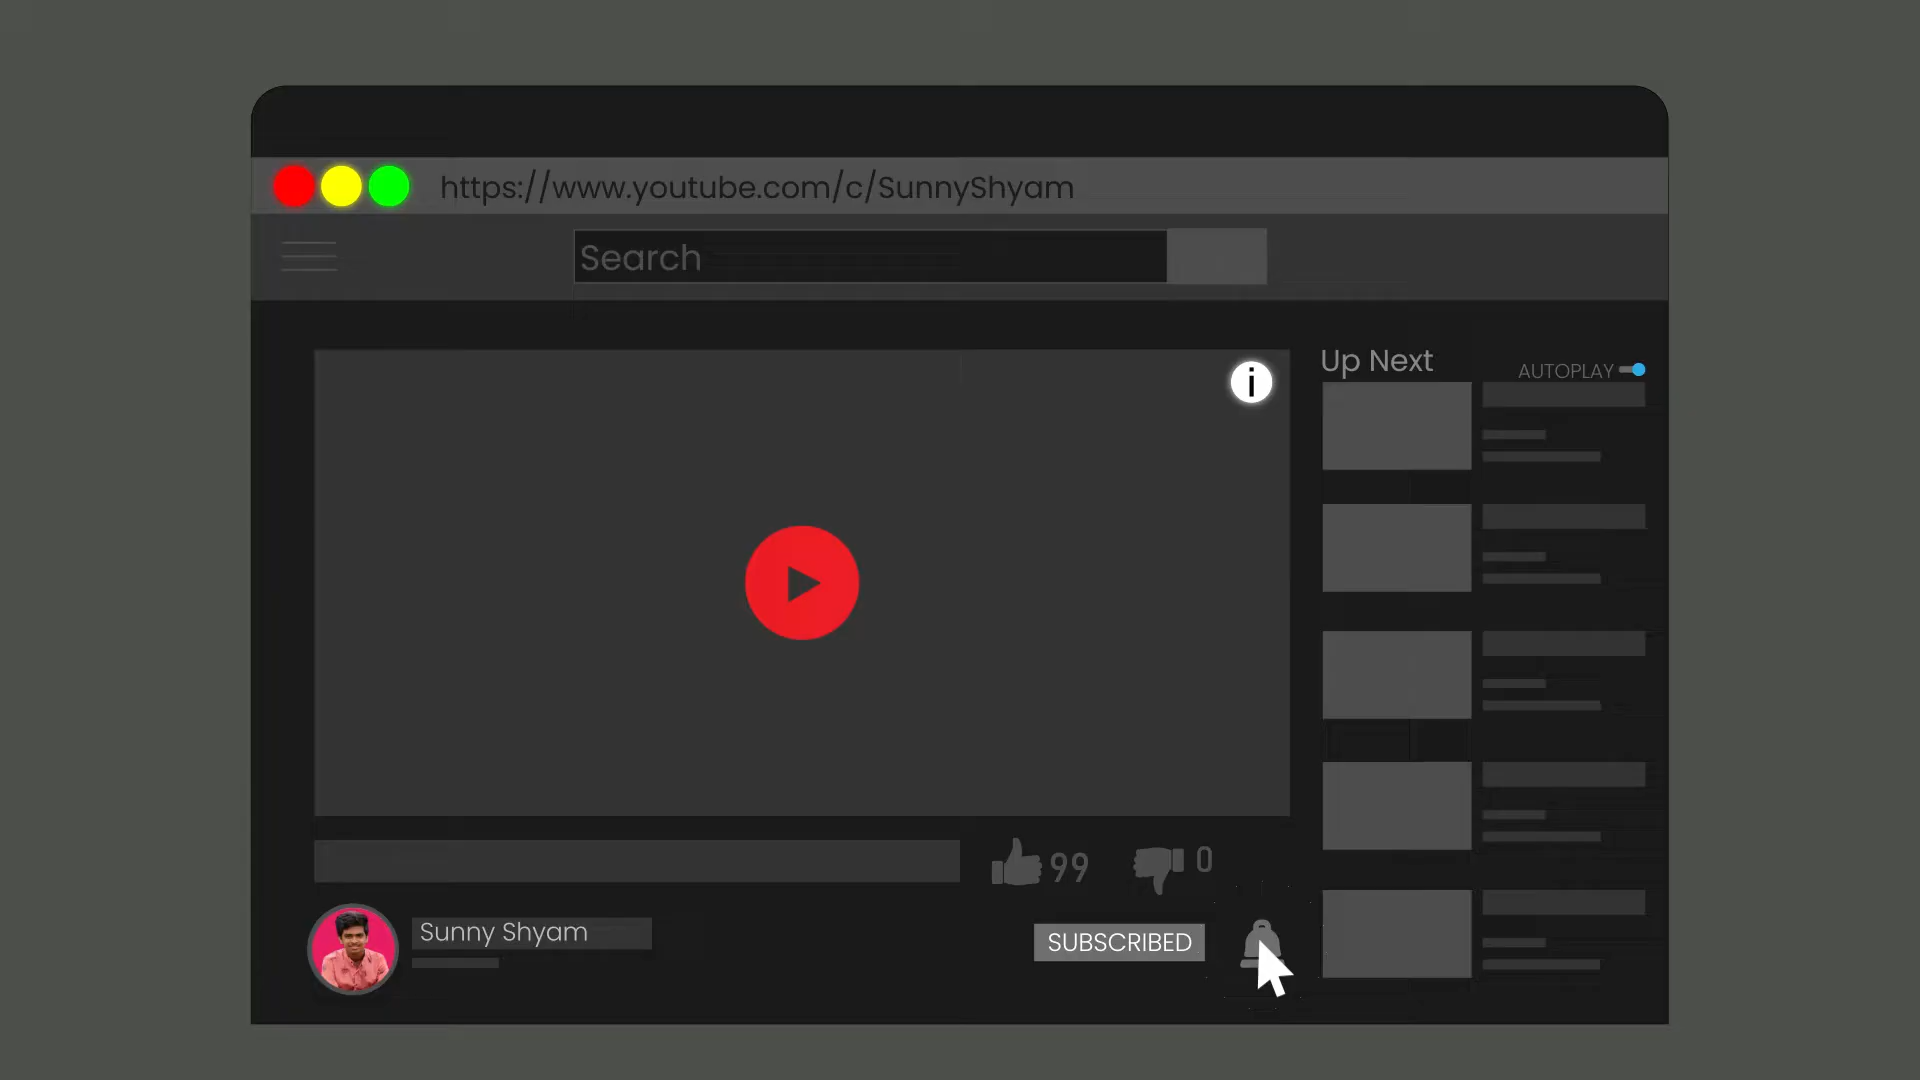 https://www.youtube.com/c/SunnyShyam
Search
i
Up Next
AUTOPLAY
99
0
Sunny Shyam
SUBSCRIBED